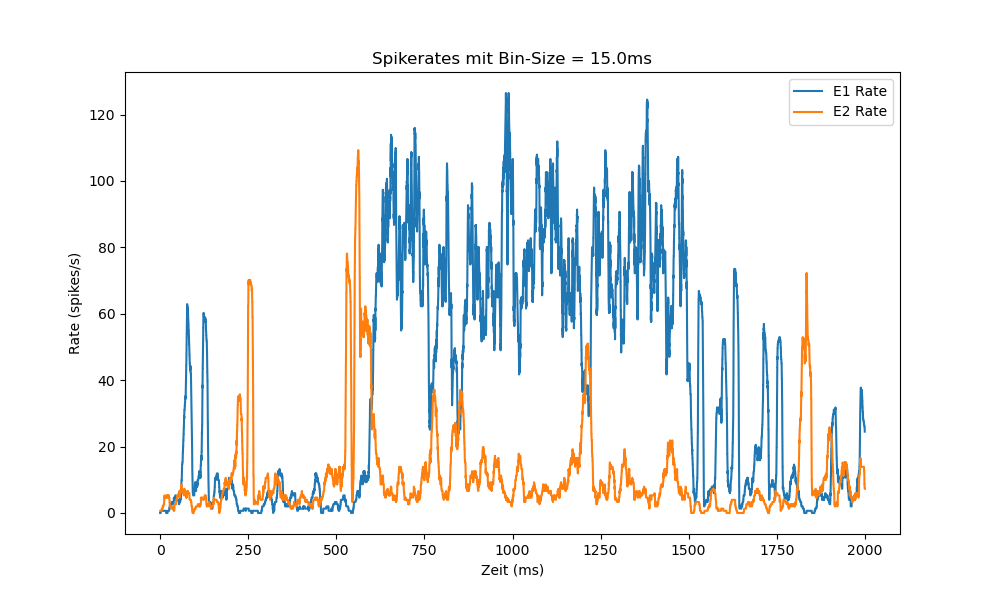 Spikerates mit Bin-Size = 15.0ms
E1 Rate
E2 Rate
120
100
80
60
40
20
0
Rate (spikes/s)
0 250 500 750 1000 1250 1500 1750 2000
Zeit (ms)